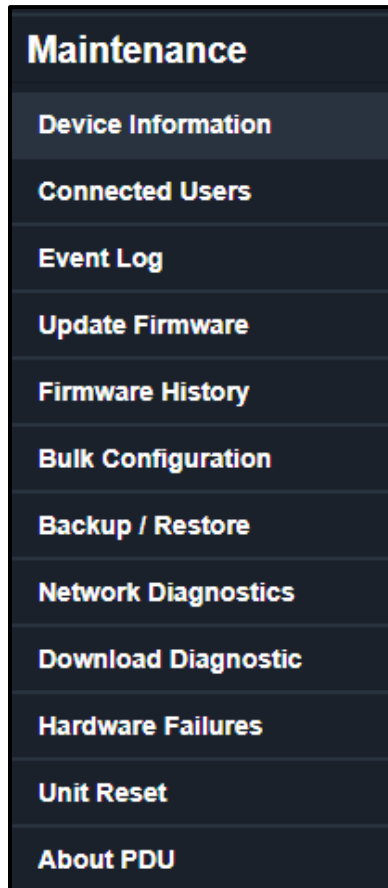 Maintenance
Device Information
Connected Users
Event Log
Update Firmware
Firmware History
Bulk Configuration
Backup / Restore
Network Diagnostics
Download Diagnostic
Hardware Failures
Unit Reset
About PDU